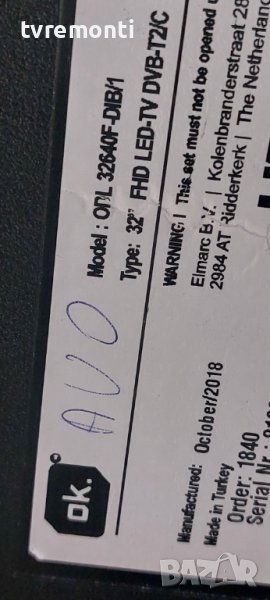 tvremonti
ok.
AVO
Model : ODL 32640F-DIB/1
Type: 32" FHD LED-TV DVB-T2/C
WARNING! This set must not be opened
Elmarc B.V. | Kolenbranderstraat 28
2984 AT Ridderkerk | The Netherland
Manufactured: October/2018
Made in Turkey
Order: 1840
Serial Nr.:
BAZAR